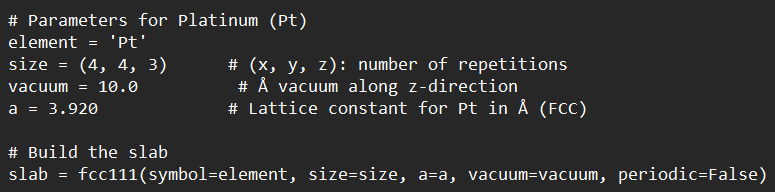 # Parameters for Platinum (Pt)
element = 'Pt'
size = (4, 4, 3)      # (x, y, z): number of repetitions
vacuum = 10.0          # Å vacuum along z-direction
a = 3.920             # Lattice constant for Pt in Å (FCC)

# Build the slab
slab = fcc111(symbol=element, size=size, a=a, vacuum=vacuum, periodic=False)